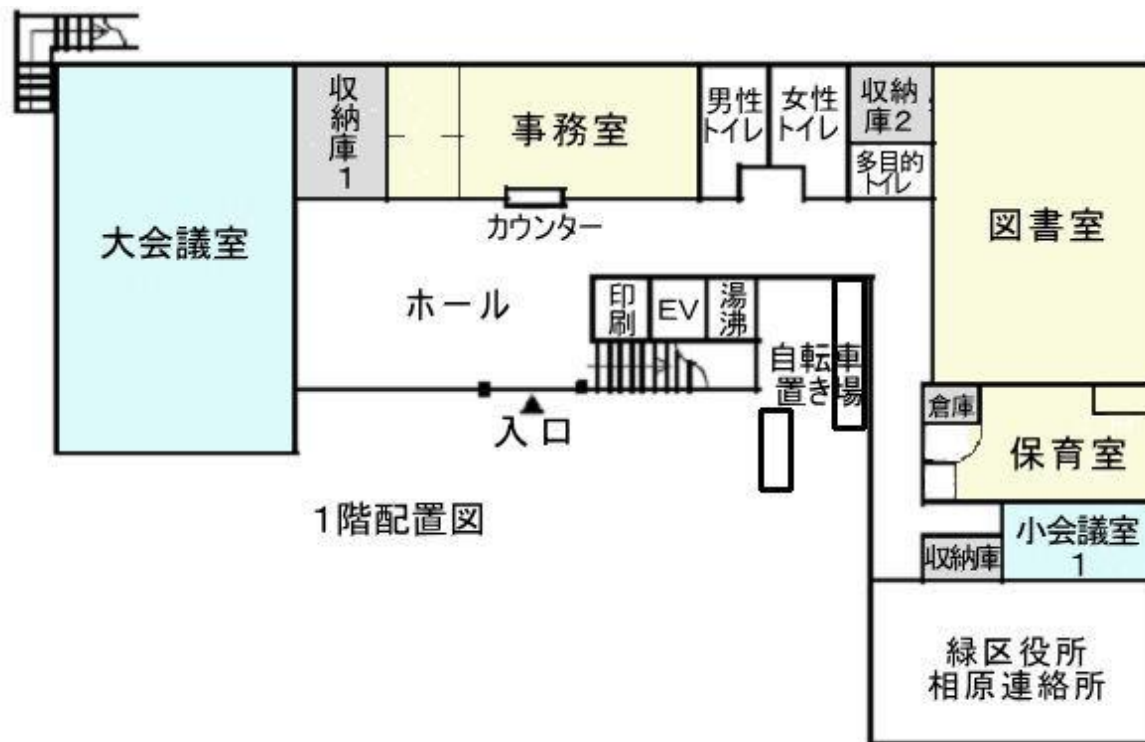 収納庫1
事務室
男性
トイレ
女性
トイレ
収納
庫2
多目的
トイレ
図書室
大会議室
カウンター
ホール
印刷
EV
湯沸
自転車
置き場
倉庫
保育室
入口
1階配置図
小会議室
1
収納庫
緑区役所
相原連絡所